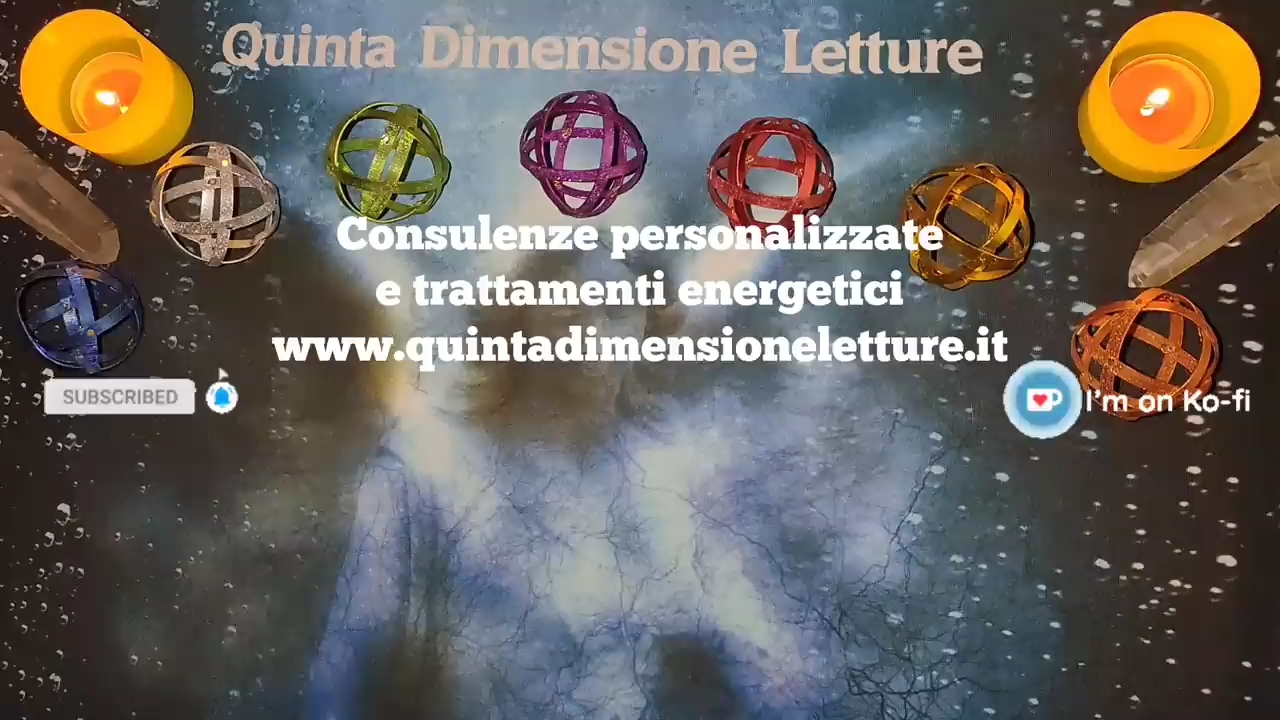 Quinta Dimensione Letture
Consulenze personalizzate
e trattamenti energetici
www.quintadimensioneletture.it
SUBSCRIBED
I'm on Ko-fi